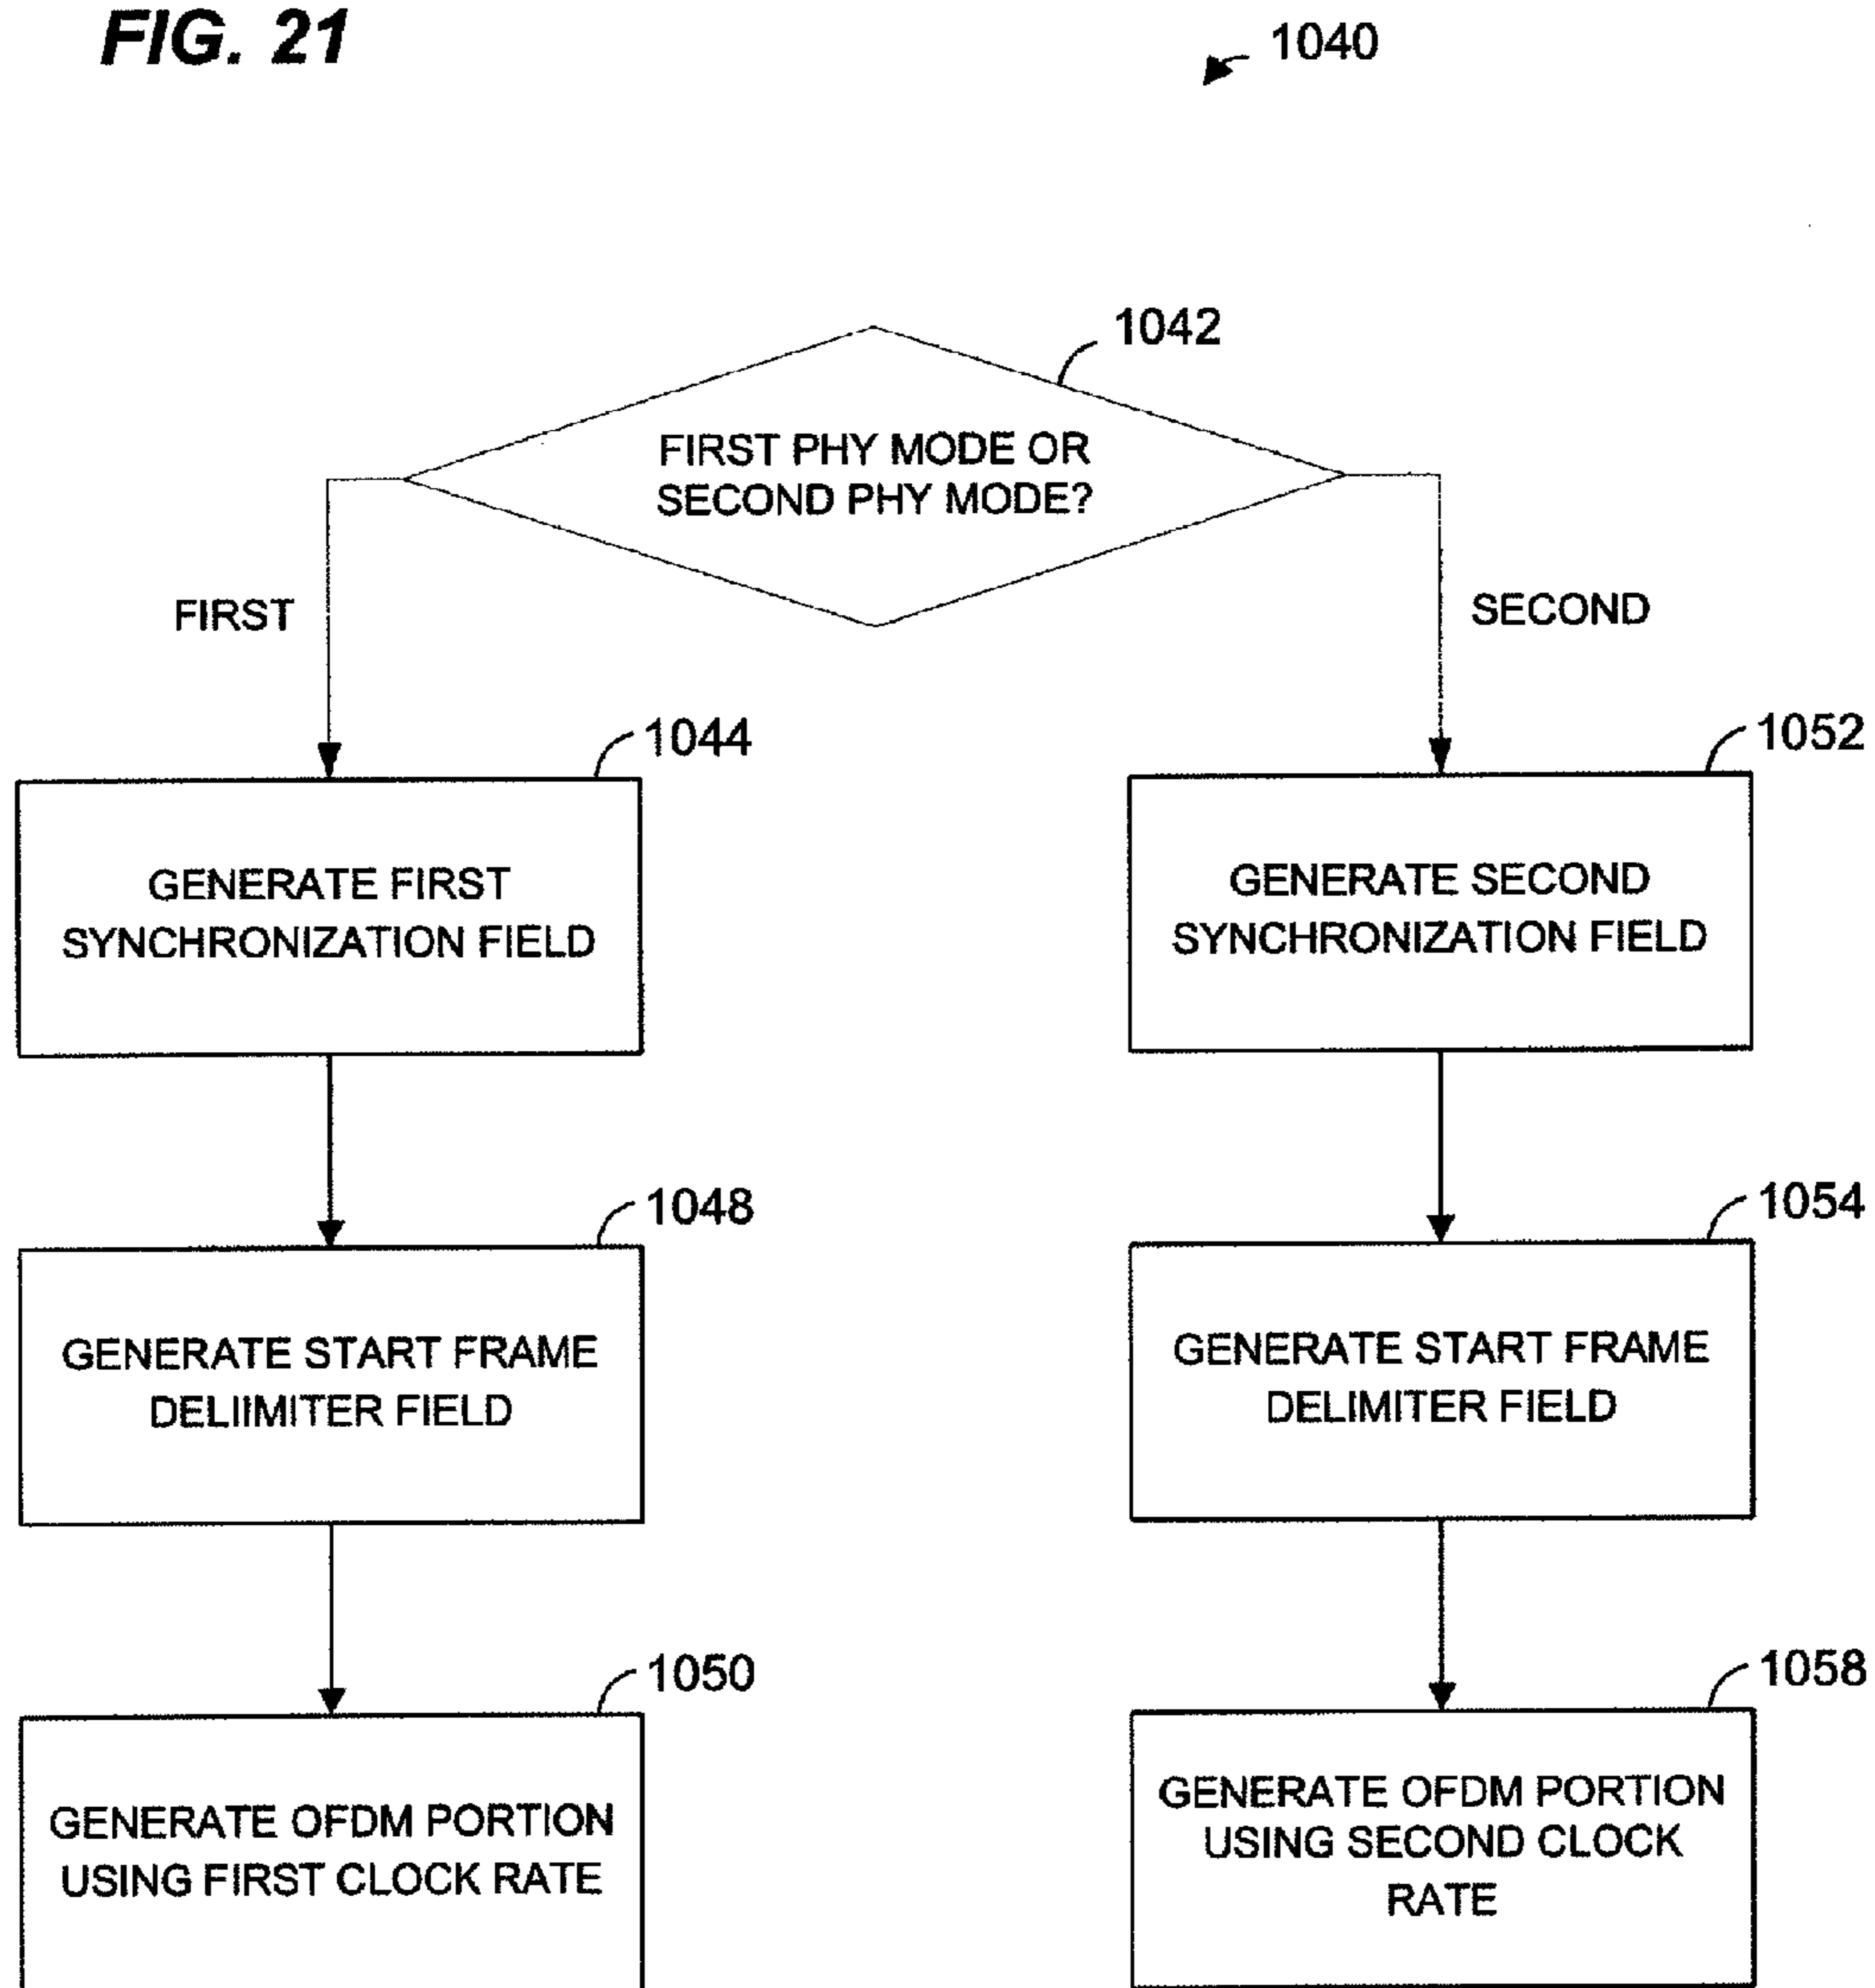 FIG. 21
1040
1042
FIRST PHY MODE OR
SECOND PHY MODE?
FIRST
SECOND
1044
GENERATE FIRST
SYNCHRONIZATION FIELD
1052
GENERATE SECOND
SYNCHRONIZATION FIELD
1048
GENERATE START FRAME
DELIIMITER FIELD
1054
GENERATE START FRAME
DELIMITER FIELD
1050
GENERATE OFDM PORTION
USING FIRST CLOCK RATE
1058
GENERATE OFDM PORTION
USING SECOND CLOCK
RATE